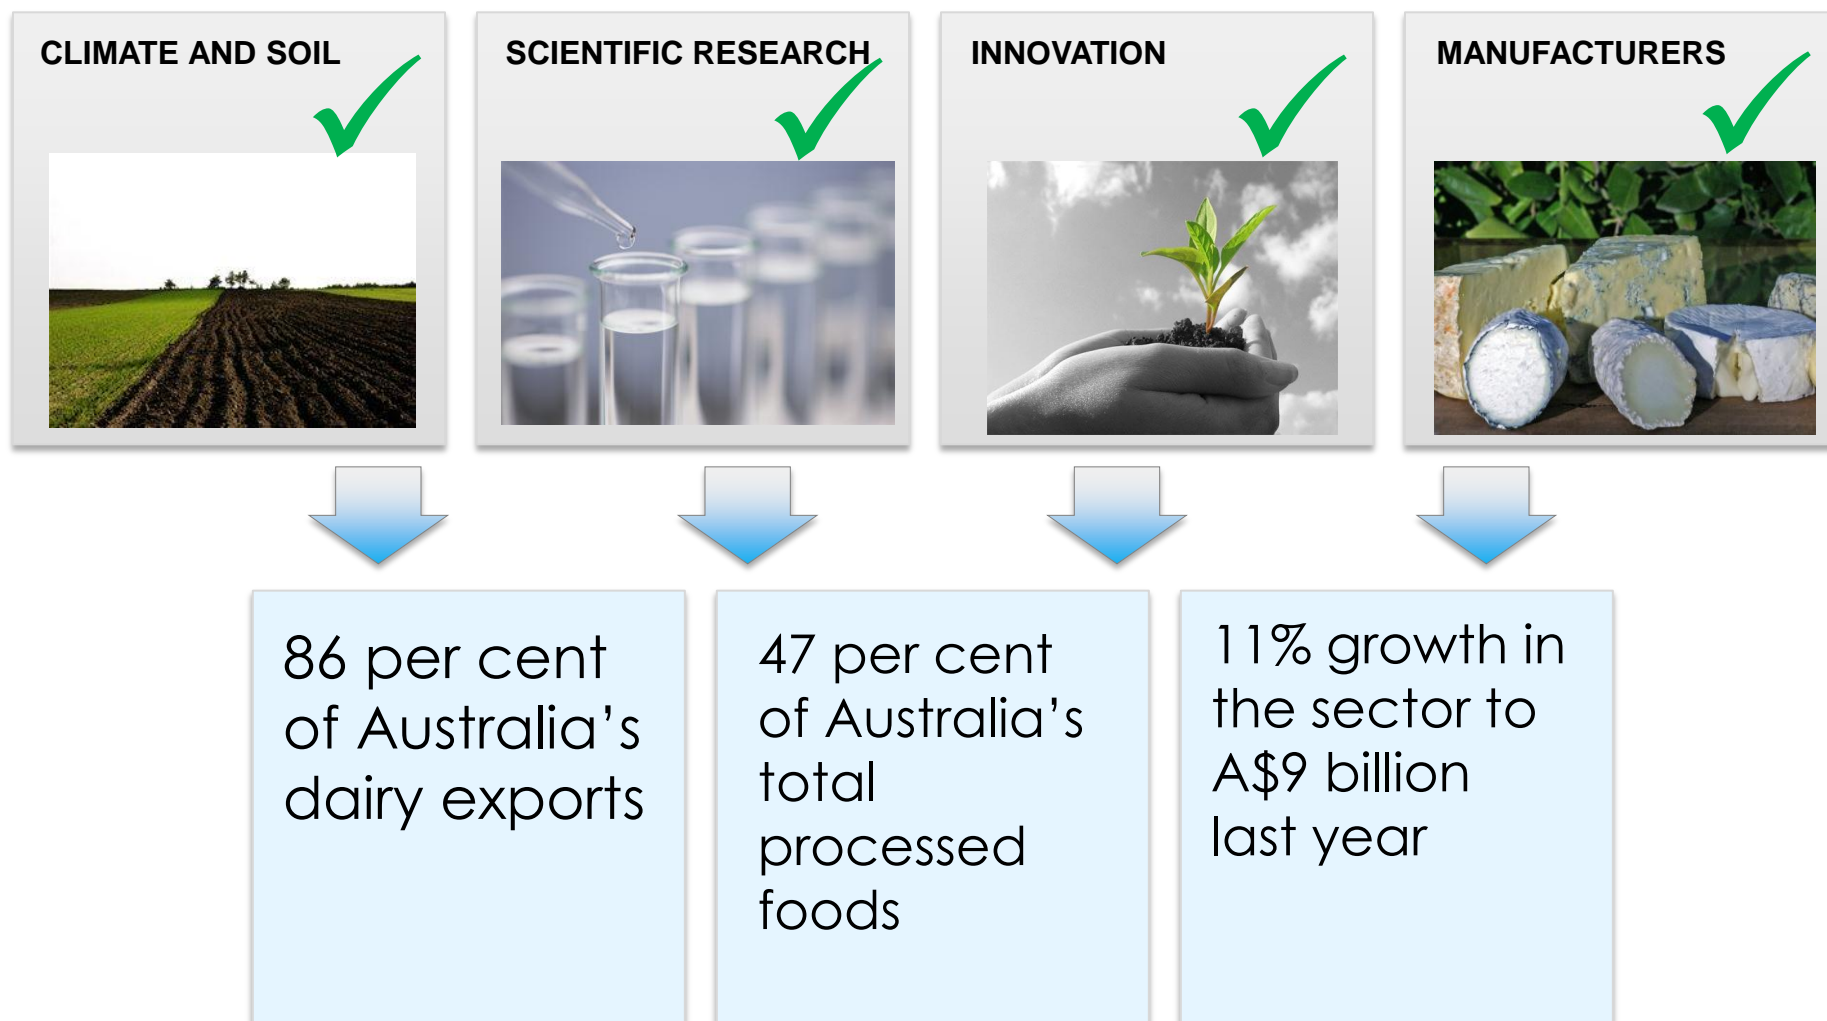 CLIMATE AND SOIL
SCIENTIFIC RESEARCH
INNOVATION
MANUFACTURERS
86 per cent
of Australia’s
dairy exports
47 per cent
of Australia’s
total
processed
foods
11% growth in
the sector to
A$9 billion
last year